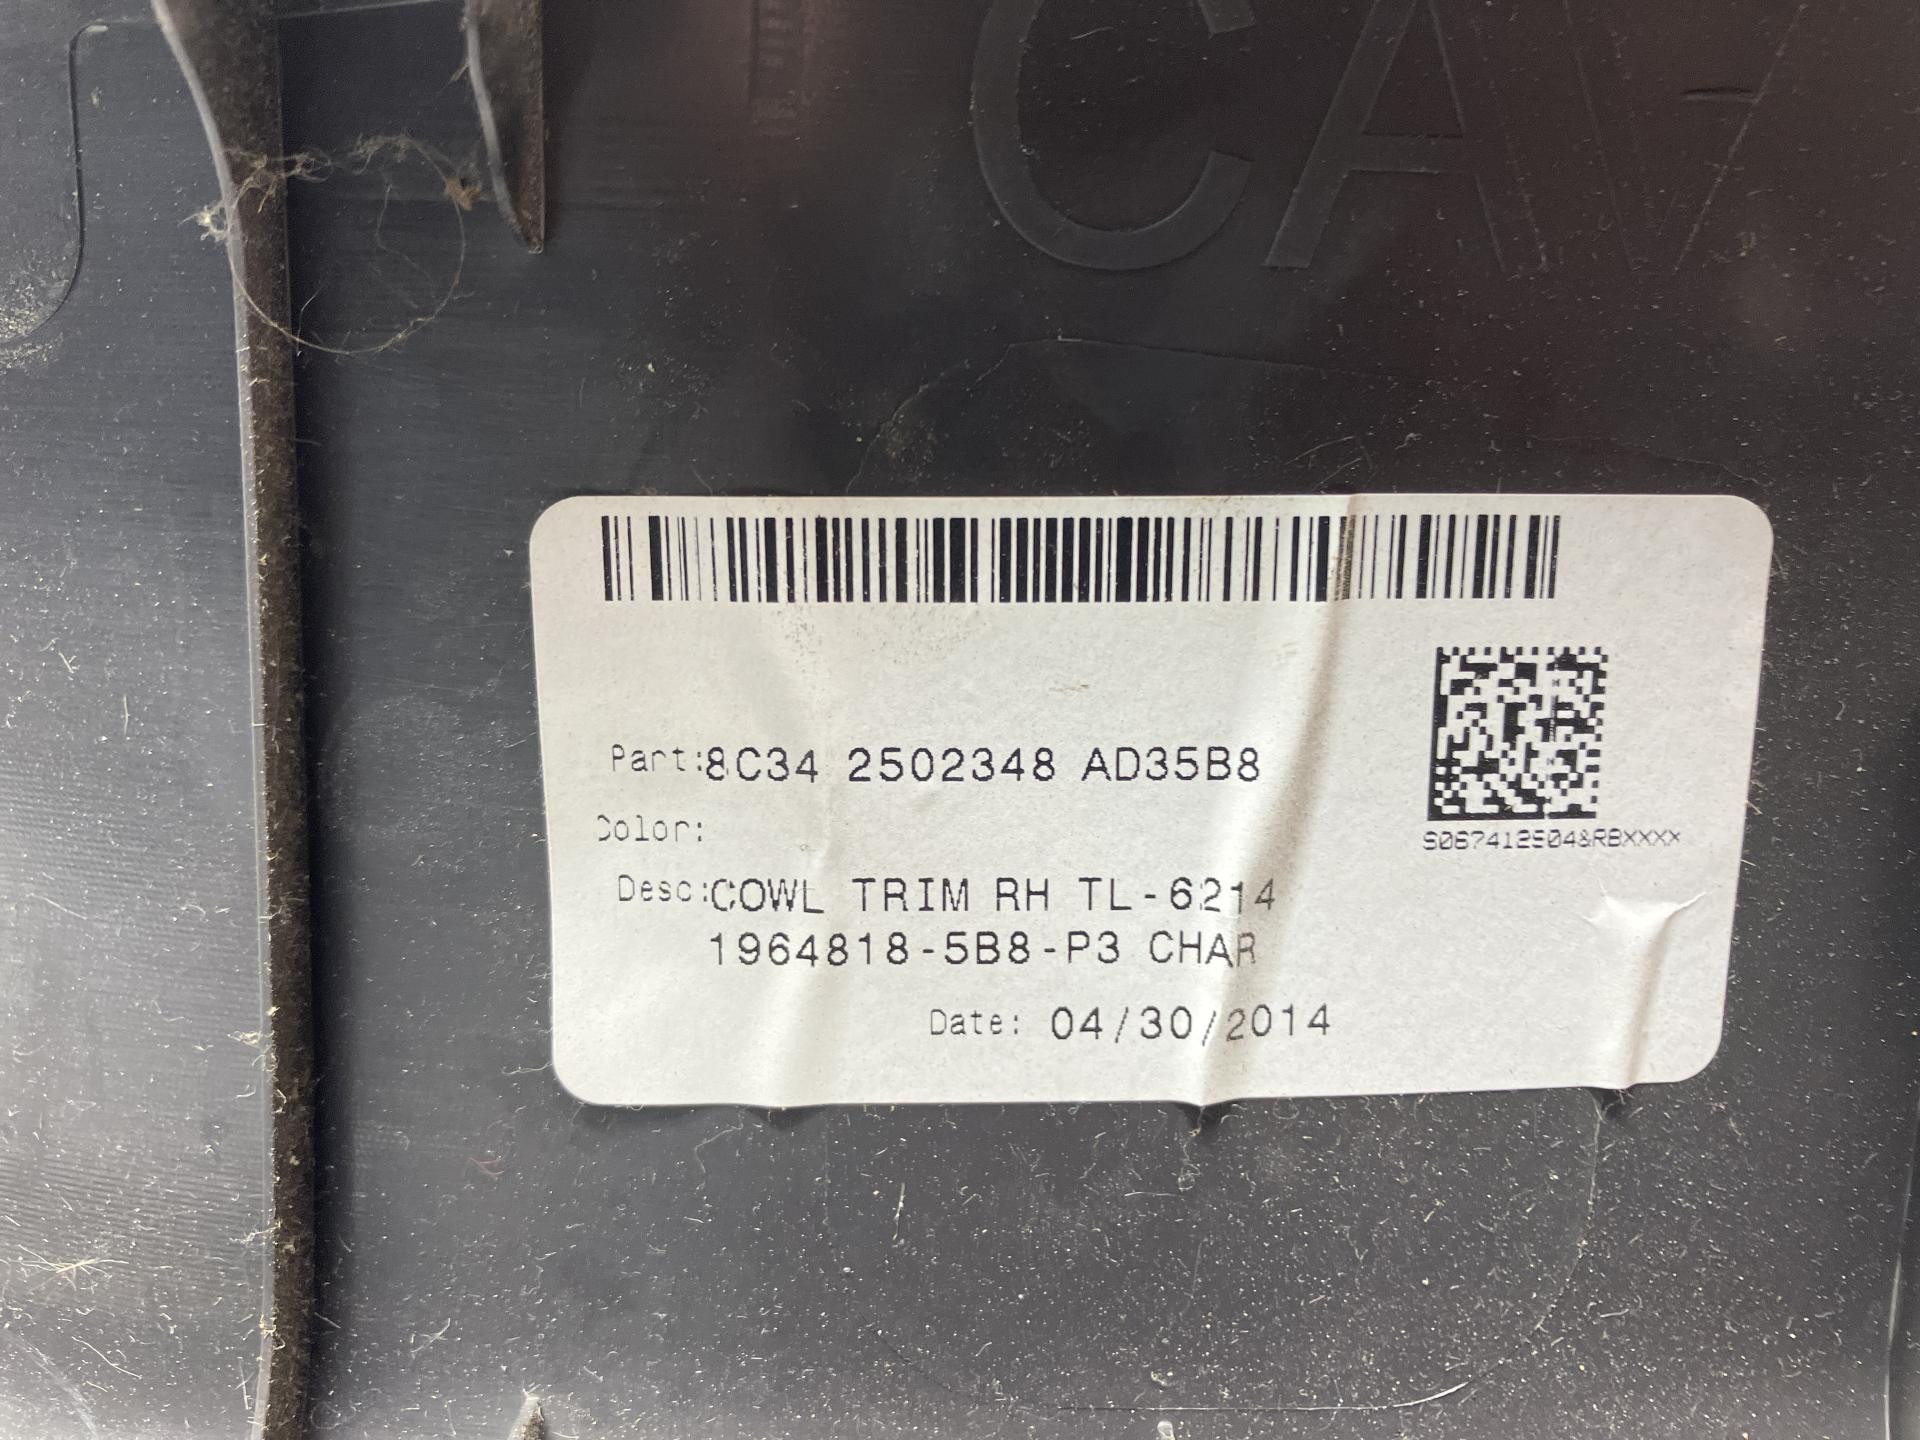 CAV
Part:8C34 2502348 AD35B8
Color:
S067412504&RBXXXX
Desc:COWL TRIM RH TL-6214
1964818-5B8-P3 CHAR
Date: 04/30/2014